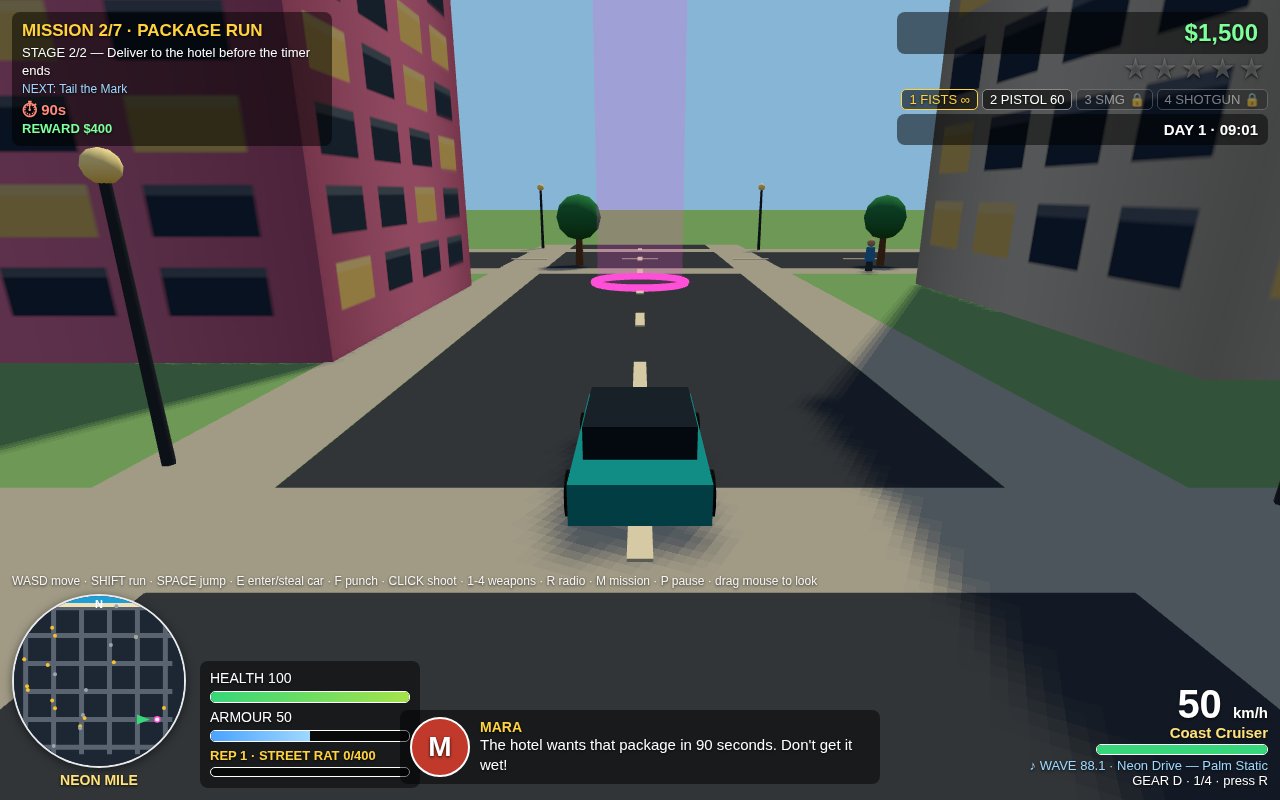 MISSION 2/7 · PACKAGE RUN
STAGE 2/2 — Deliver to the hotel before the timer
ends
NEXT: Tail the Mark
⏱ 90s
REWARD $400
$1,500
★★★★★
1 FISTS ∞ 2 PISTOL 60 3 SMG 🔒 4 SHOTGUN 🔒
DAY 1 · 09:01
WASD move · SHIFT run · SPACE jump · E enter/steal car · F punch · CLICK shoot · 1-4 weapons · R radio · M mission · P pause · drag mouse to look
N
NEON MILE
HEALTH 100
ARMOUR 50
REP 1 · STREET RAT 0/400
M
MARA
The hotel wants that package in 90 seconds. Don't get it
wet!
50 km/h
Coast Cruiser
♪ WAVE 88.1 · Neon Drive — Palm Static
GEAR D · 1/4 · press R